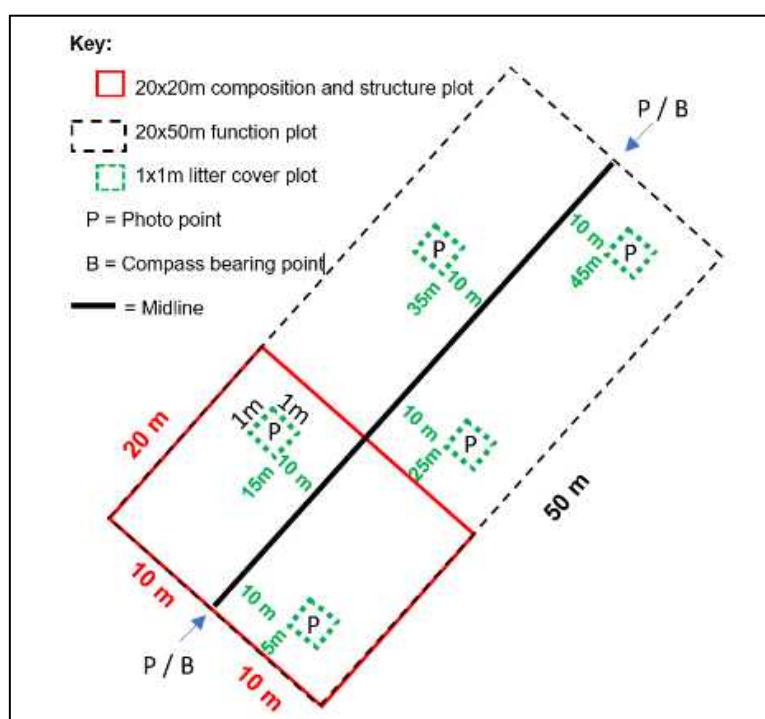 Key:
20x20m composition and structure plot
20x50m function plot
1x1m litter cover plot
P = Photo point
B = Compass bearing point
= Midline
P / B
P
10 m
45m
P
10 m
35m
20 m
1m
1m
P
10 m
15m
10 m
P
25m
50 m
10 m
10 m
P
5m
P / B
10 m